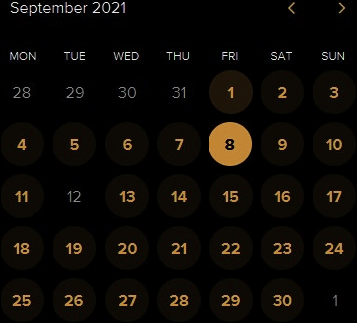 September 2021 < >
MON TUE WED THU FRI SAT SUN
28 29 30 31 1 2 3
4 5 6 7 8 9 10
11 12 13 14 15 16 17
18 19 20 21 22 23 24
25 26 27 28 29 30 1